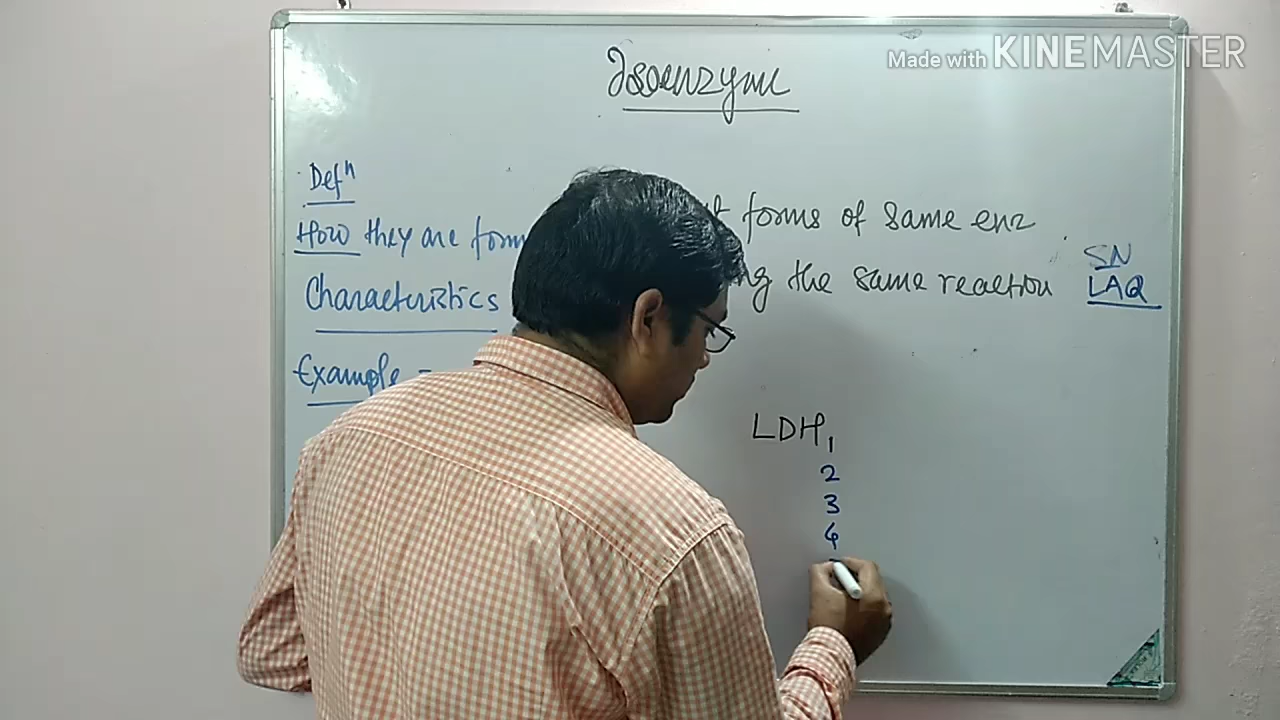 Made with KINEMASTER
Isoenzyme
Defn
How they are form
forms of same enz
Characteristics
the same reaction
SN
LAQ
Example -
LDH1
2
3
4